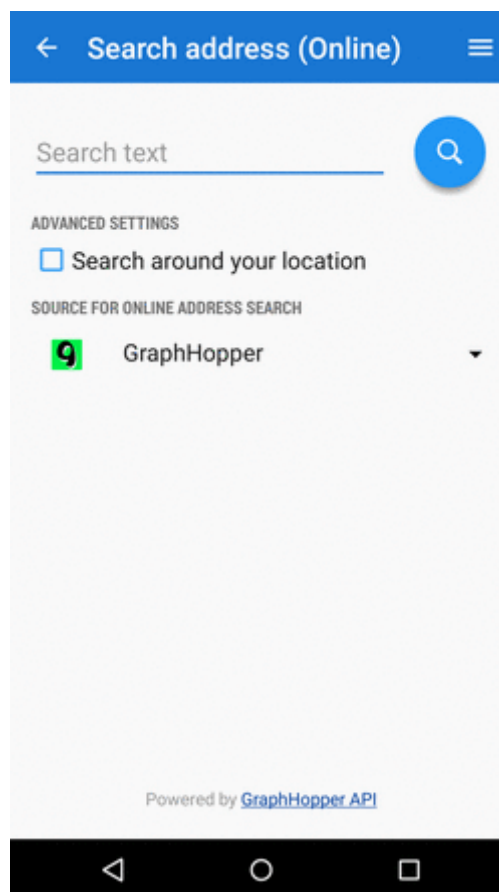 Search address (Online)
Search text
ADVANCED SETTINGS
Search around your location
SOURCE FOR ONLINE ADDRESS SEARCH
GraphHopper
Powered by GraphHopper API